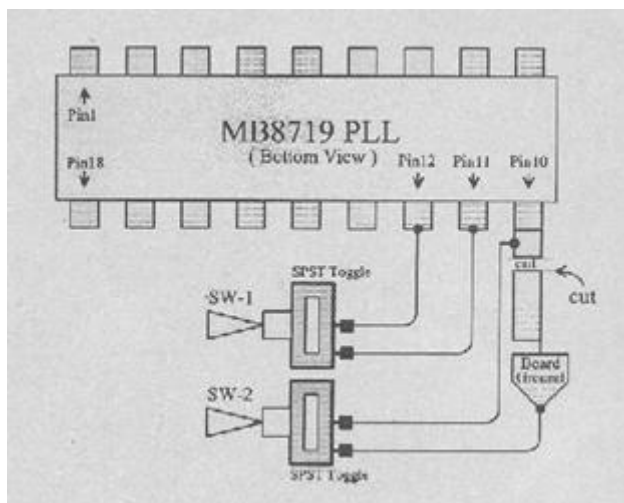 Pin1
MB8719 PLL
( Bottom View )
Pin18
Pin12
Pin11
Pin10
SPST Toggle
cut
SW-1
cut
Board
Ground
SW-2
SPST Toggle